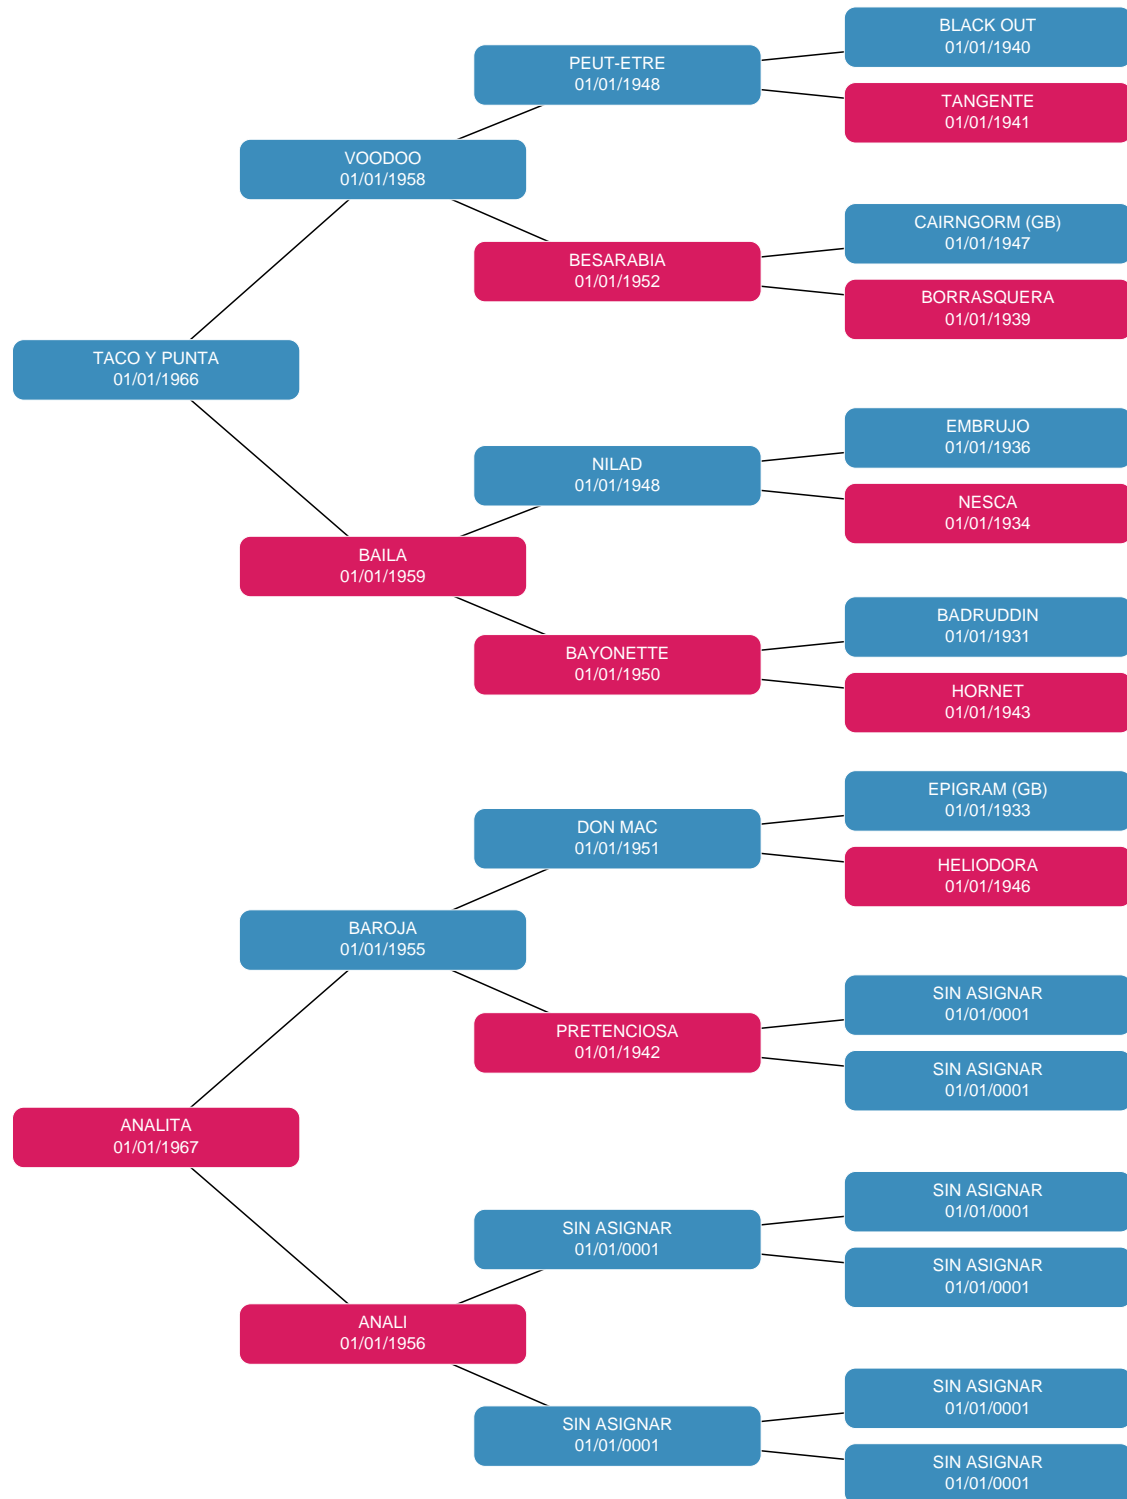 BLACK OUT
01/01/1940
PEUT-ETRE
01/01/1948
TANGENTE
01/01/1941
VOODOO
01/01/1958
CAIRNGORM (GB)
01/01/1947
BESARABIA
01/01/1952
BORRASQUERA
01/01/1939
TACO Y PUNTA
01/01/1966
EMBRUJO
01/01/1936
NILAD
01/01/1948
NESCA
01/01/1934
BAILA
01/01/1959
BADRUDDIN
01/01/1931
BAYONETTE
01/01/1950
HORNET
01/01/1943
EPIGRAM (GB)
01/01/1933
DON MAC
01/01/1951
HELIODORA
01/01/1946
BAROJA
01/01/1955
SIN ASIGNAR
01/01/0001
PRETENCIOSA
01/01/1942
SIN ASIGNAR
01/01/0001
ANALITA
01/01/1967
SIN ASIGNAR
01/01/0001
SIN ASIGNAR
01/01/0001
SIN ASIGNAR
01/01/0001
ANALI
01/01/1956
SIN ASIGNAR
01/01/0001
SIN ASIGNAR
01/01/0001
SIN ASIGNAR
01/01/0001